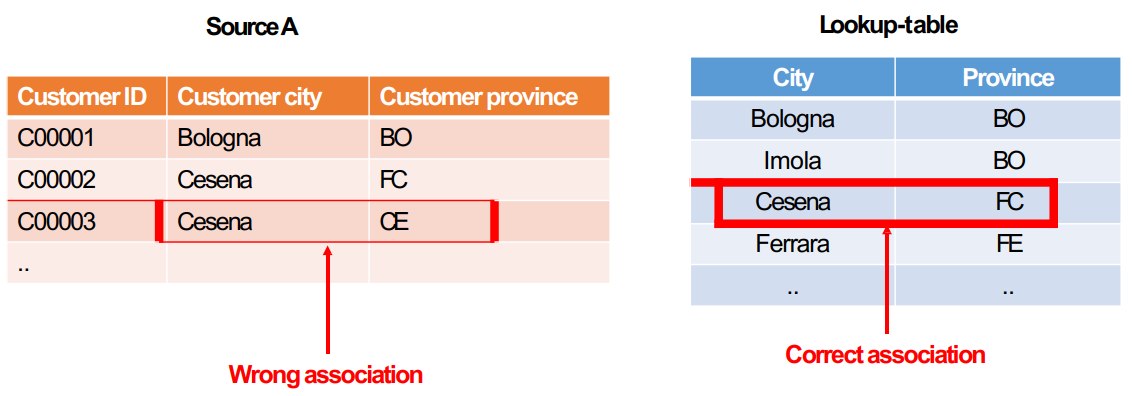 Source A
Customer ID Customer city Customer province
C00001 Bologna BO
C00002 Cesena FC
C00003 Cesena CE
..
Wrong association
Lookup-table
City Province
Bologna BO
Imola BO
Cesena FC
Ferrara FE
.. ..
Correct association